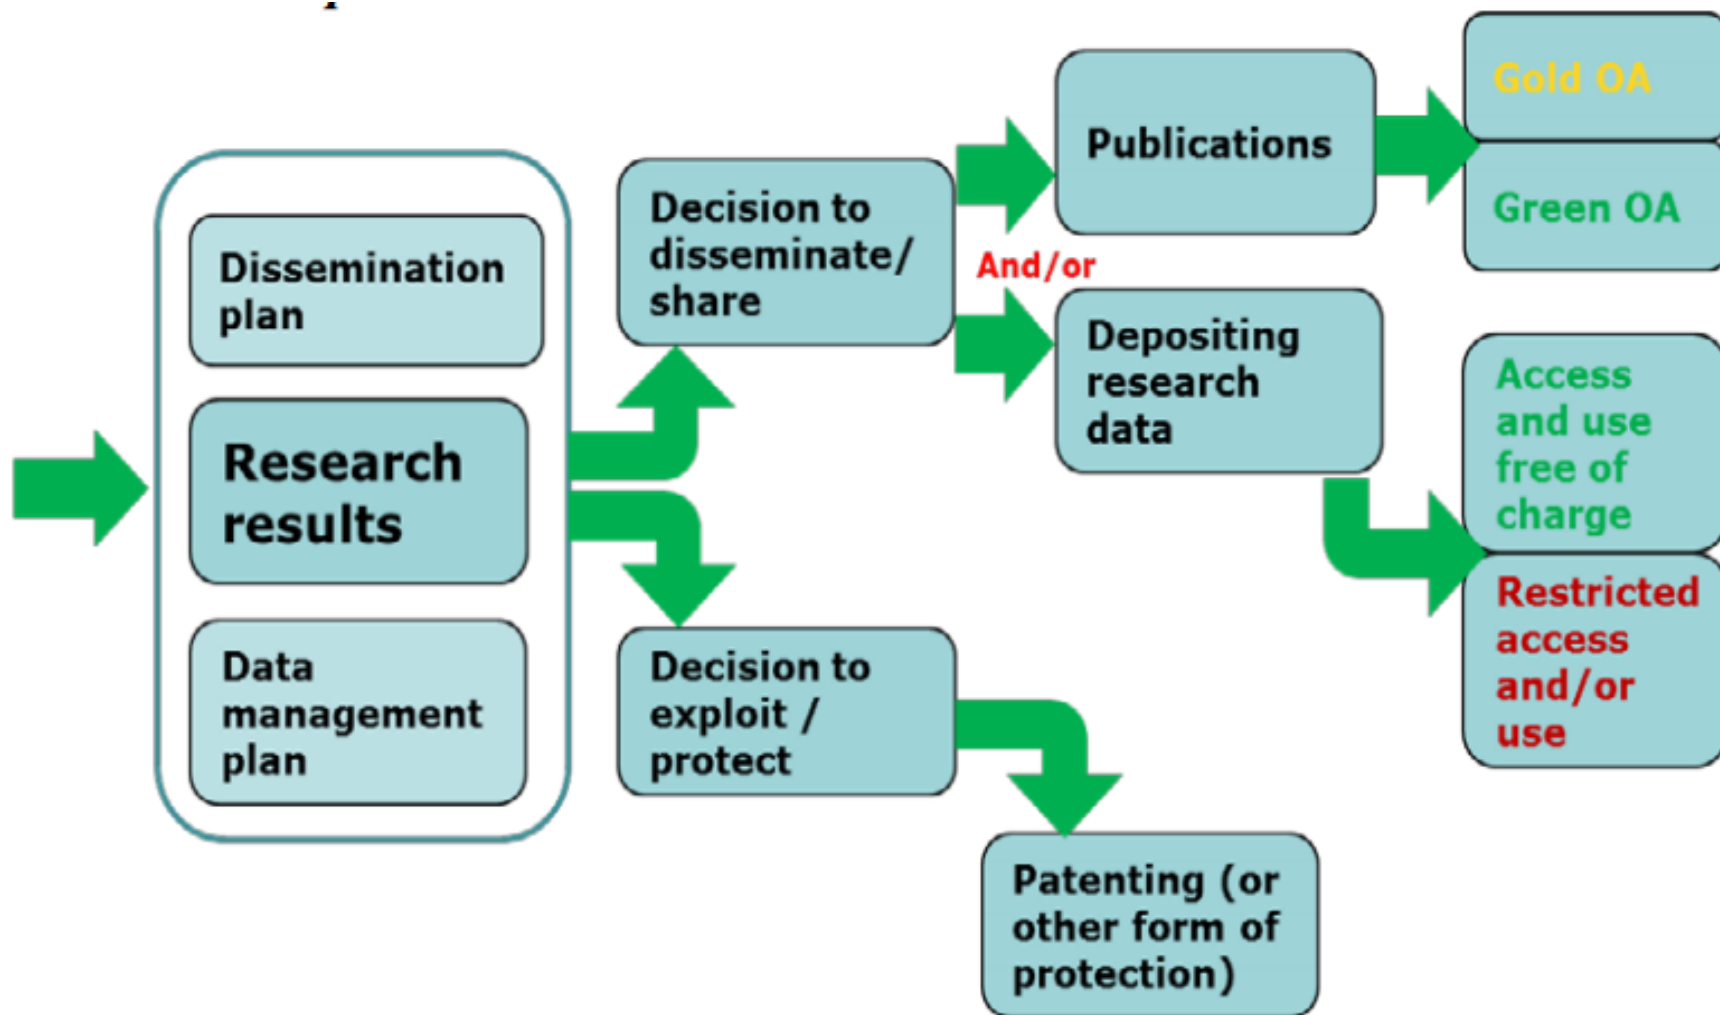 Dissemination
plan
Research
results
Data
management
plan
Decision to
disseminate/
share
And/or
Decision to
exploit /
protect
Publications
Depositing
research
data
Patenting (or
other form of
protection)
Gold OA
Green OA
Access
and use
free of
charge
Restricted
access
and/or
use